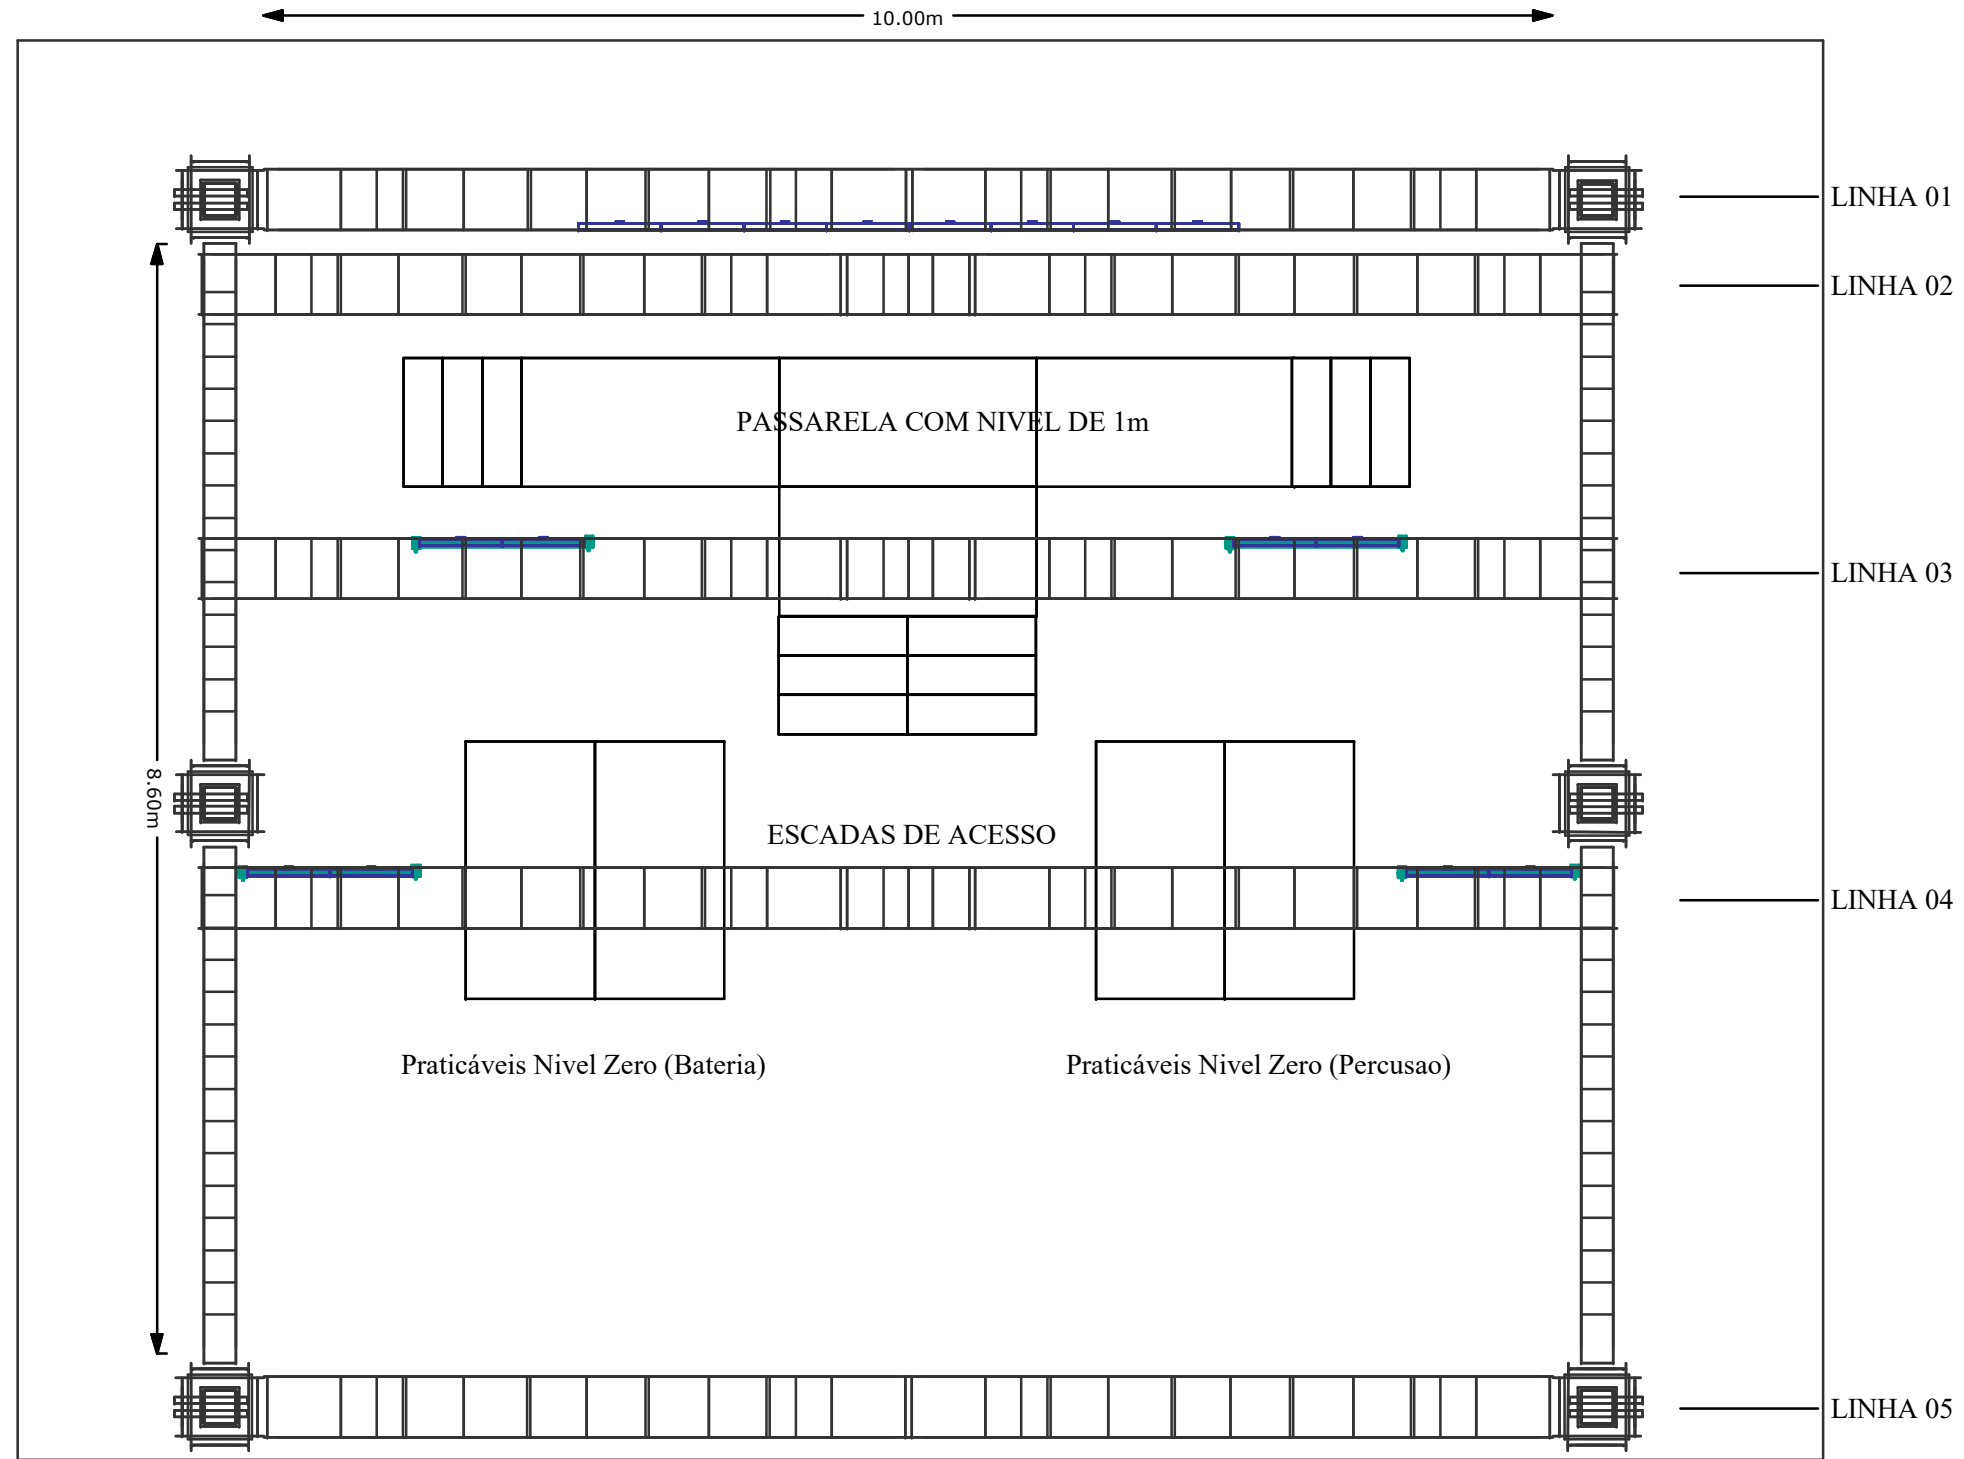 10.00m
LINHA 01
LINHA 02
PASSARELA COM NIVEL DE 1m
LINHA 03
8.60m
ESCADAS DE ACESSO
LINHA 04
Praticáveis Nivel Zero (Bateria)
Praticáveis Nivel Zero (Percusao)
LINHA 05